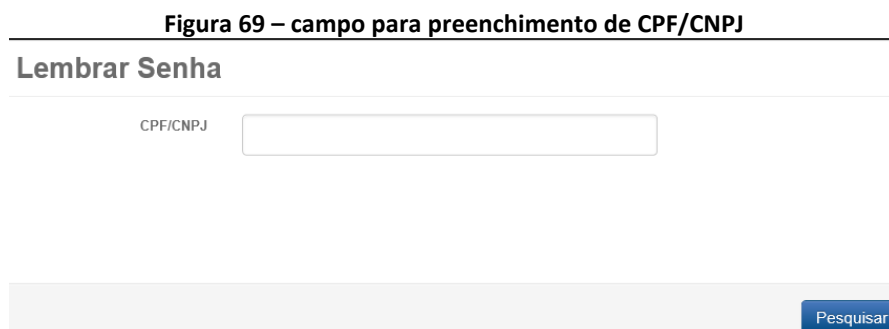 Figura 69 – campo para preenchimento de CPF/CNPJ
Lembrar Senha
CPF/CNPJ
Pesquisar